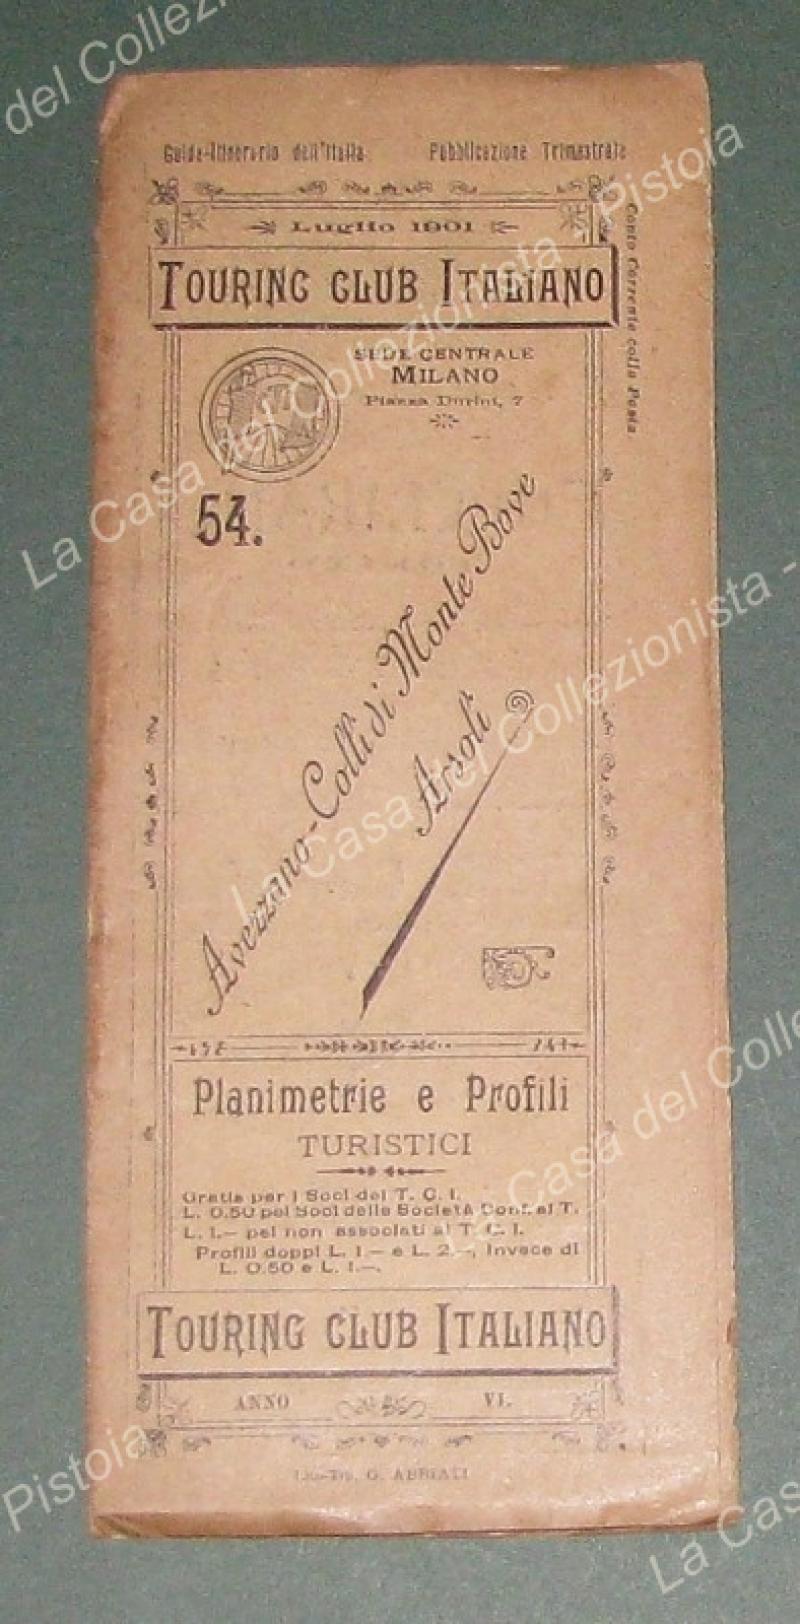 Guida-Itinerario dell'Italia Pubblicazione Trimestrale
Luglio 1901
TOURING CLUB ITALIANO
Conto Corrente colla Posta
SEDE CENTRALE
MILANO
Piazza Durini, 7
54.
Avezzano-Colli di Monte Bove
Arsoli
Planimetrie e Profili
TURISTICI
Gratis per i Soci del T. C. I.
L. 0.50 pei Soci delle Società Conf. al T.
L. 1.— pei non associati al T. C. I.
Profili doppi L. 1.— e L. 2.—, invece di
L. 0.50 e L. 1.—.
TOURING CLUB ITALIANO
ANNO VI.
G. ABBIATI
La Casa del Collezionista - Pistoia